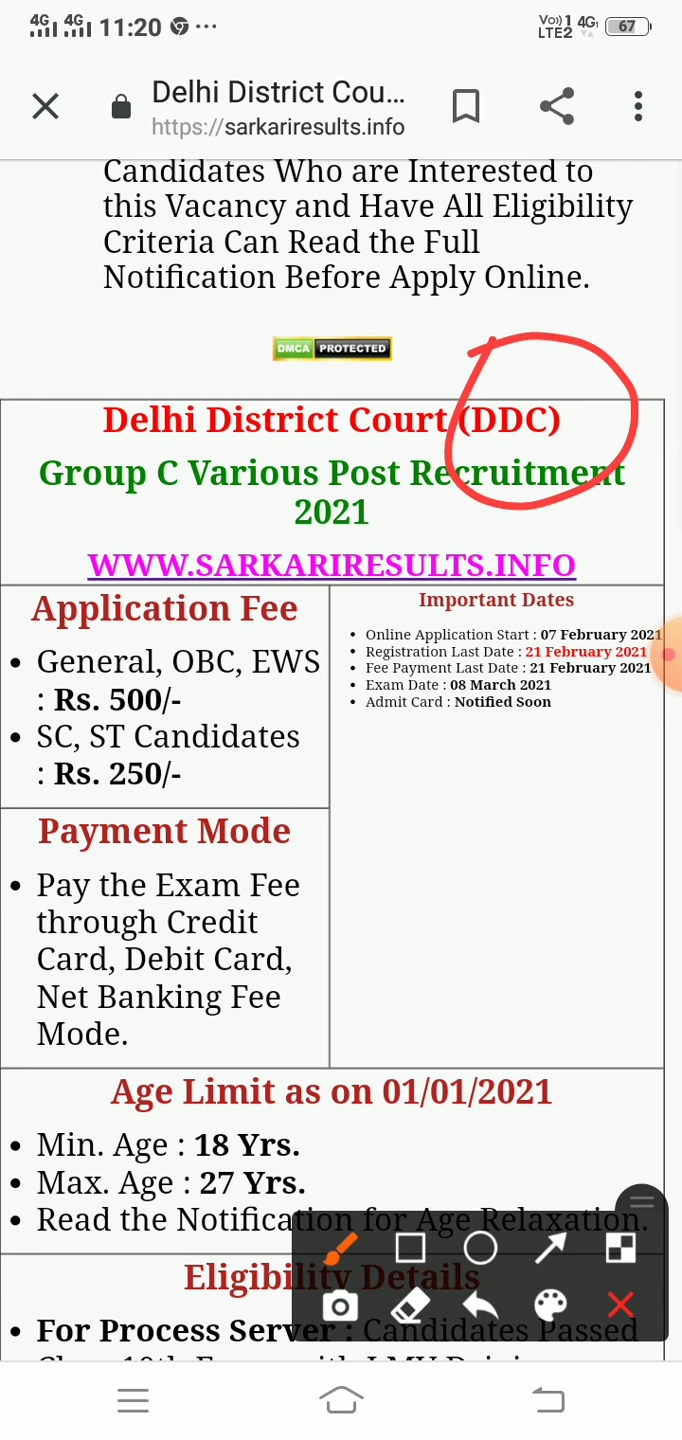 4G 4G 11:20
Vo)) 1 4G
LTE2 67
Delhi District Cou...
https://sarkariresults.info
Candidates Who are Interested to
this Vacancy and Have All Eligibility
Criteria Can Read the Full
Notification Before Apply Online.
DMCA PROTECTED
Delhi District Court (DDC)
Group C Various Post Recruitment
2021
WWW.SARKARIRESULTS.INFO
Application Fee
• General, OBC, EWS
: Rs. 500/-
• SC, ST Candidates
: Rs. 250/-
Important Dates
• Online Application Start : 07 February 2021
• Registration Last Date : 21 February 2021
• Fee Payment Last Date : 21 February 2021
• Exam Date : 08 March 2021
• Admit Card : Notified Soon
Payment Mode
• Pay the Exam Fee
through Credit
Card, Debit Card,
Net Banking Fee
Mode.
Age Limit as on 01/01/2021
• Min. Age : 18 Yrs.
• Max. Age : 27 Yrs.
• Read the Notification for Age Relaxation.
Eligibility Details
• For Process Server : Candidates Passed